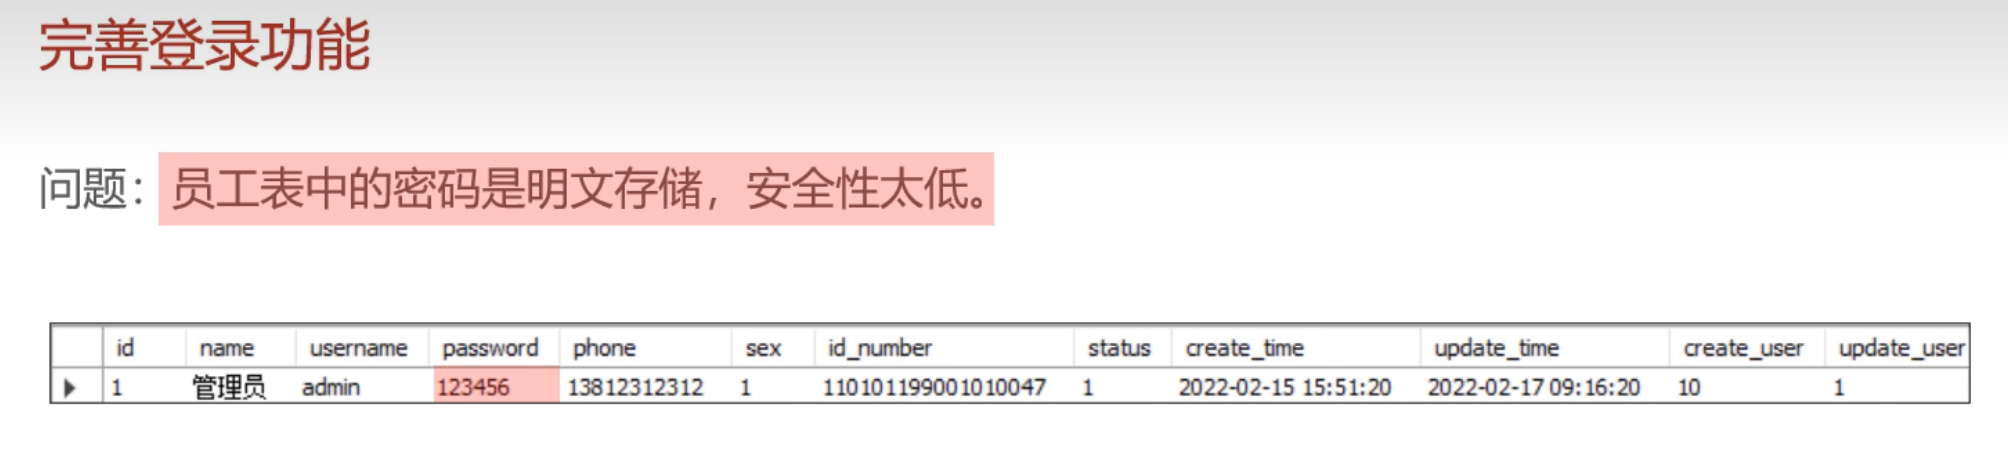 完善登录功能
问题：员工表中的密码是明文存储，安全性太低。
id name username password phone sex id_number status create_time update_time create_user update_user
1 管理员 admin 123456 13812312312 1 110101199001010047 1 2022-02-15 15:51:20 2022-02-17 09:16:20 10 1